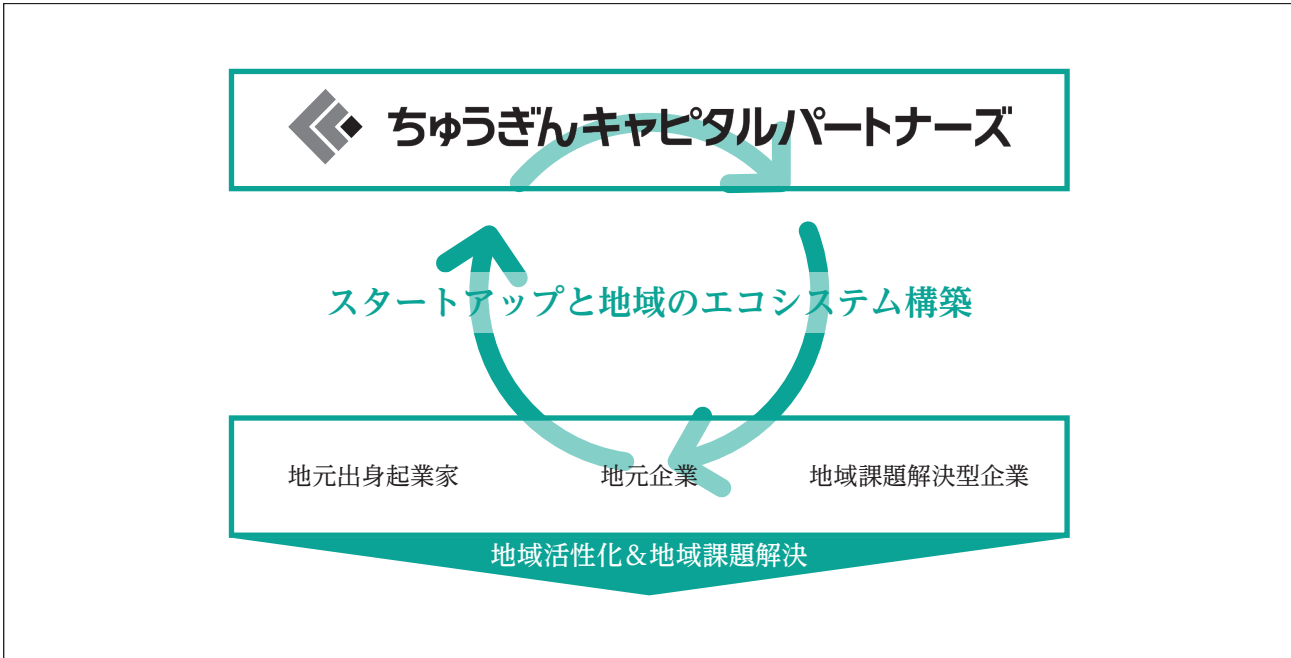 ちゅうぎんキャピタルパートナーズ
スタートアップと地域のエコシステム構築
地元出身起業家 地元企業 地域課題解決型企業
地域活性化＆地域課題解決